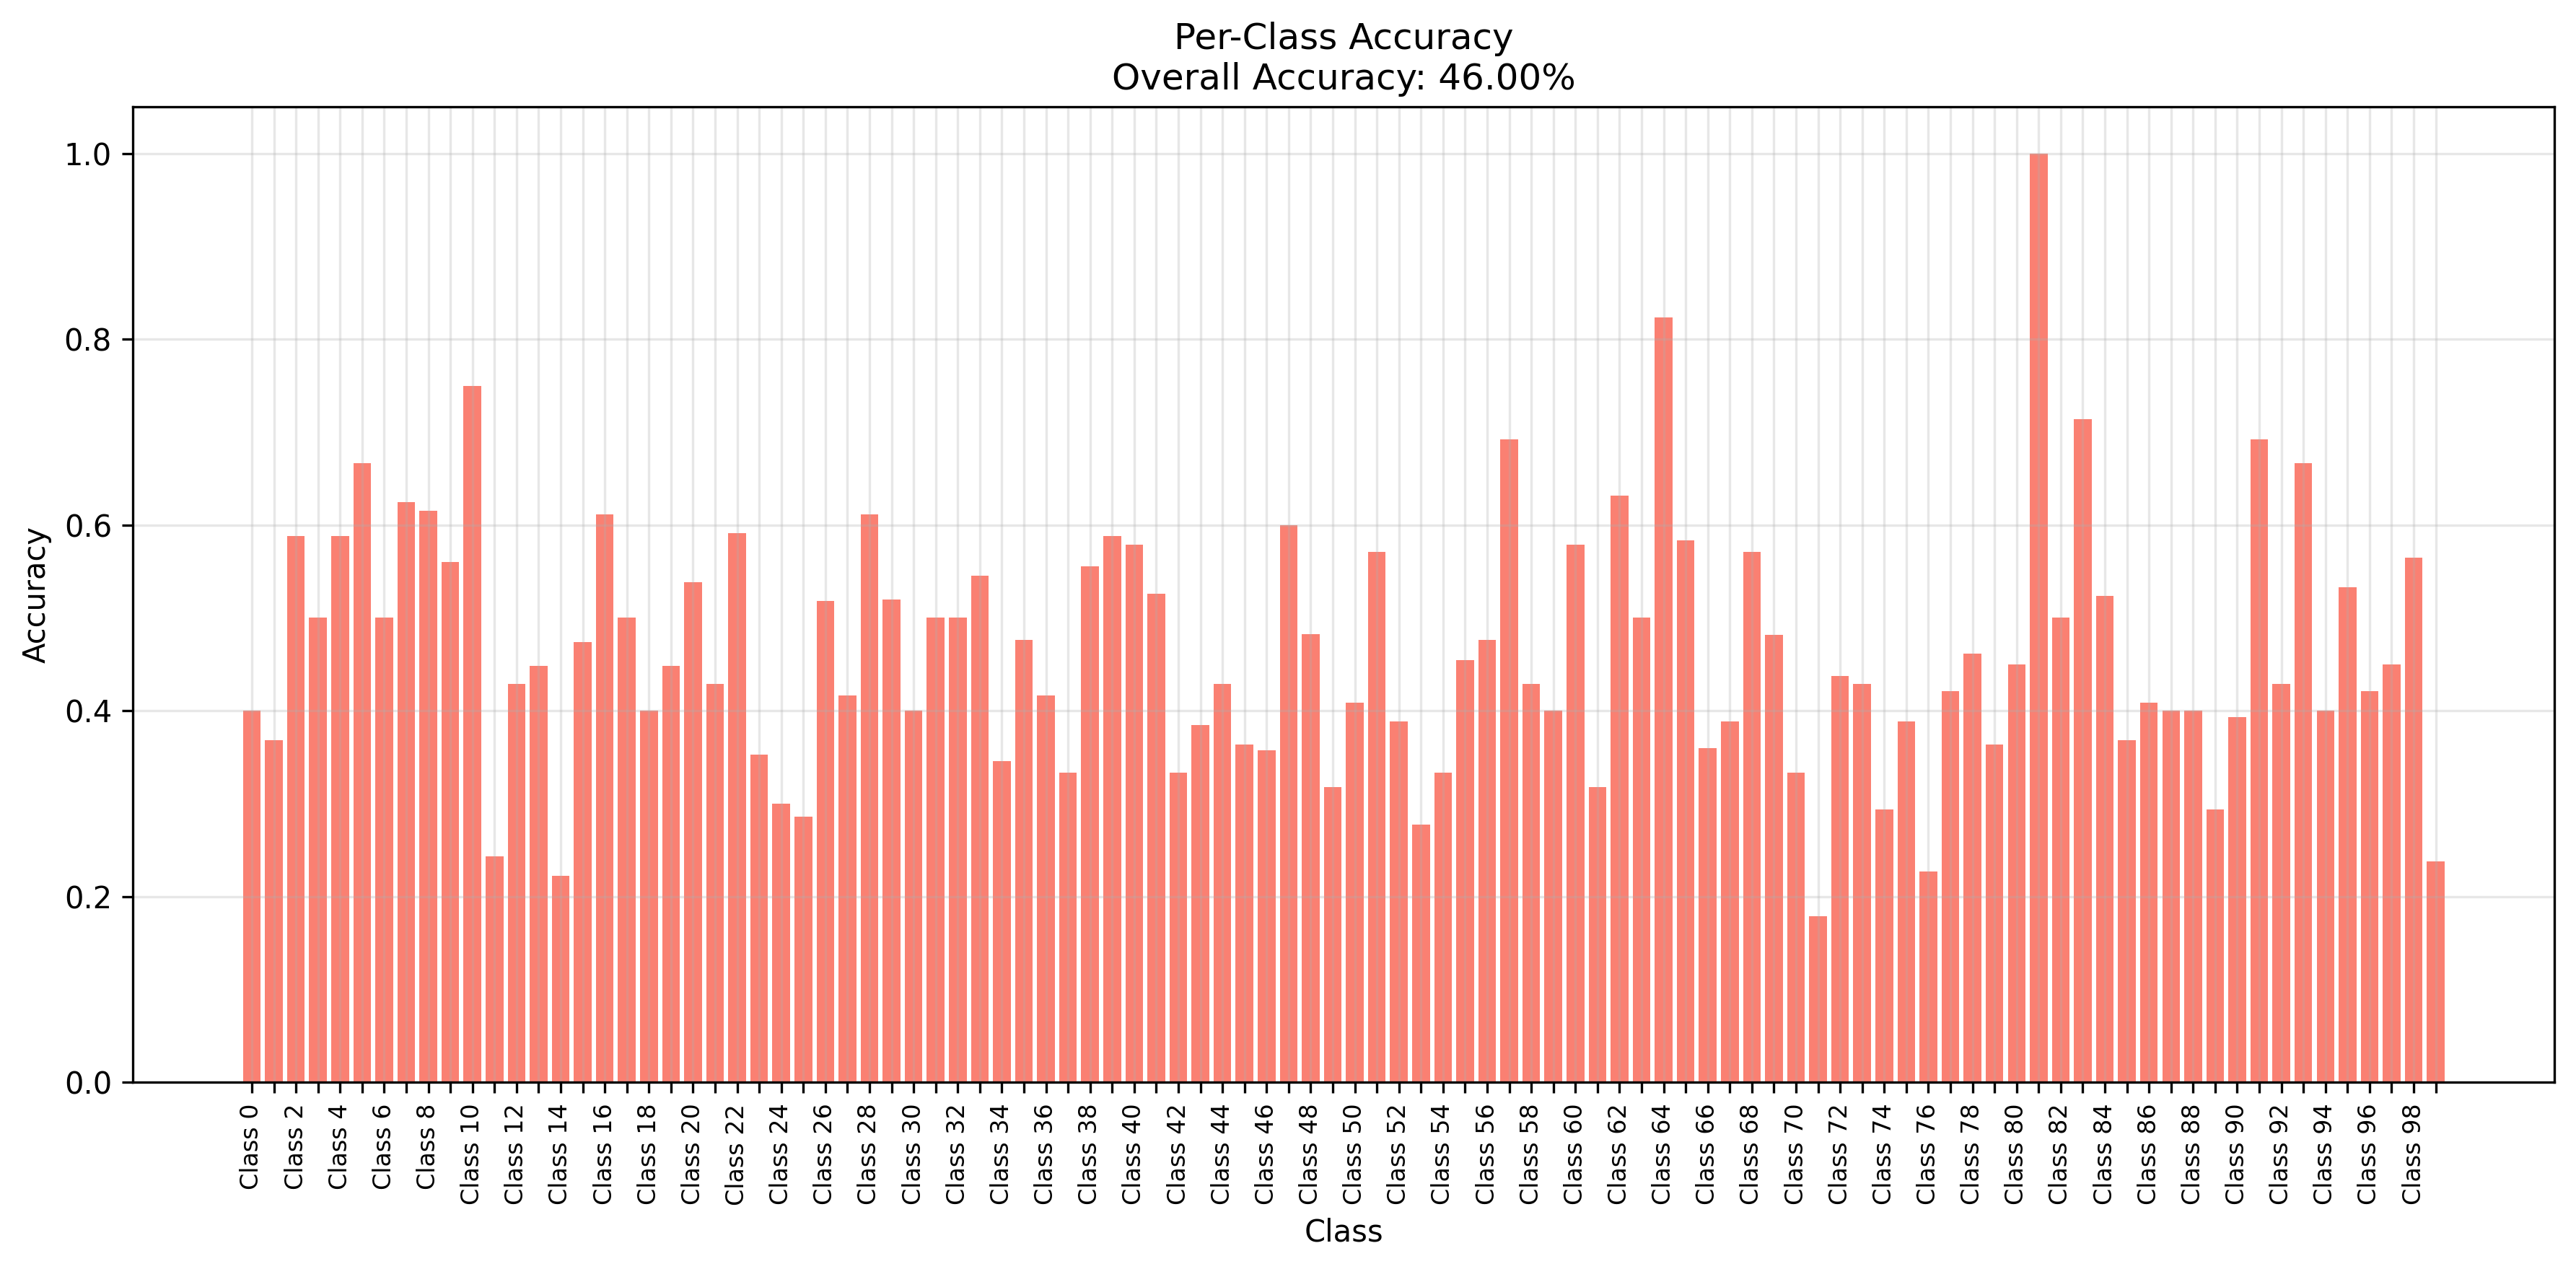 Per-Class Accuracy
Overall Accuracy: 46.00%
Accuracy
1.0
0.8
0.6
0.4
0.2
0.0
Class 0
Class 2
Class 4
Class 6
Class 8
Class 10
Class 12
Class 14
Class 16
Class 18
Class 20
Class 22
Class 24
Class 26
Class 28
Class 30
Class 32
Class 34
Class 36
Class 38
Class 40
Class 42
Class 44
Class 46
Class 48
Class 50
Class 52
Class 54
Class 56
Class 58
Class 60
Class 62
Class 64
Class 66
Class 68
Class 70
Class 72
Class 74
Class 76
Class 78
Class 80
Class 82
Class 84
Class 86
Class 88
Class 90
Class 92
Class 94
Class 96
Class 98
Class